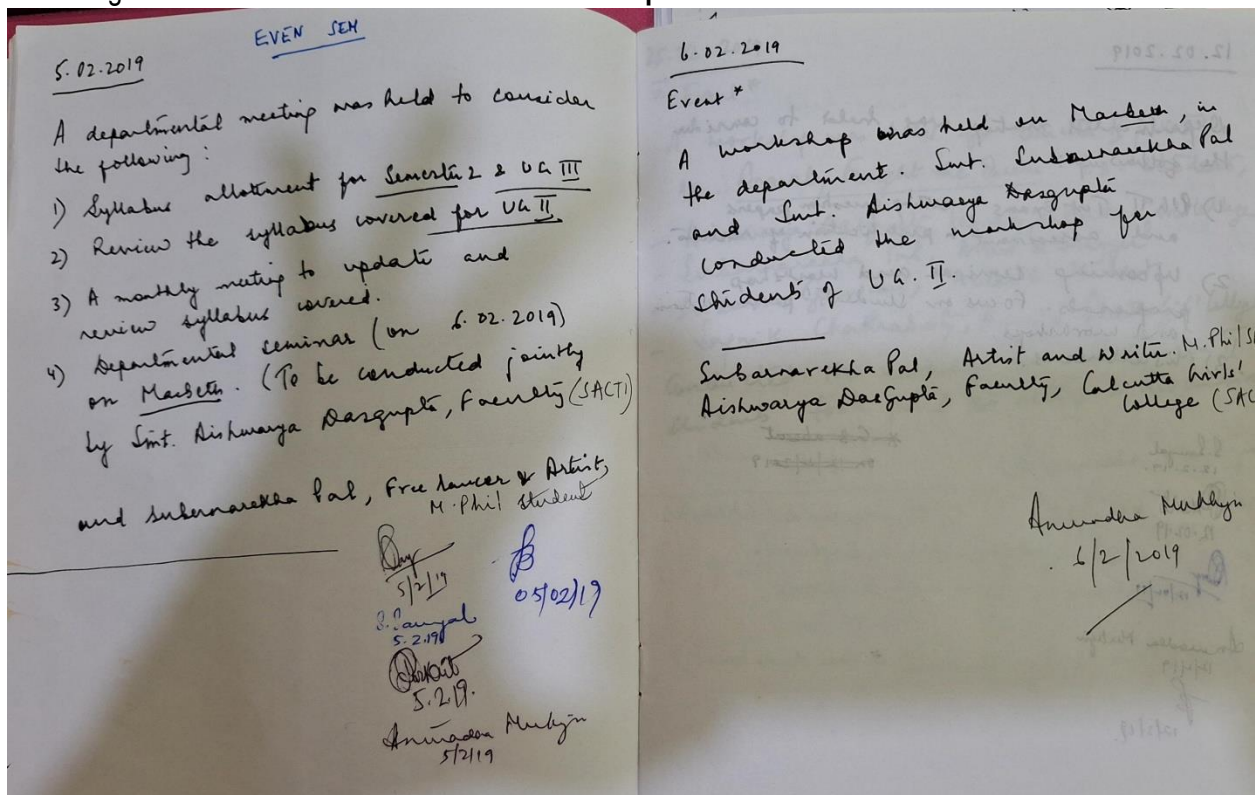 EVEN SEM
5.02.2019
A departmental meeting was held to consider
the following:
1) Syllabus allotment for Semester 2 & UG III
2) Review the syllabus covered for UG II.
3) A monthly meeting to update and
review syllabus covered.
4) Departmental seminar (on 6.02.2019)
on Macbeth. (To be conducted jointly
by Smt. Aishwarya Dasgupta, Faculty (SACT)
and Subernarekha Pal, Free lancer & Artist,
M.Phil Student
5/2/19
05/02/19
S. Sanyal
5.2.19
5.2.19.
Anuradha Mukhyn
5/2/19
6.02.2019
Event *
A workshop was held on Macbeth, in
the department. Smt. Subarnarekha Pal
and Smt. Aishwarya Dasgupta
conducted the workshop for
students of UG. II.
Subarnarekha Pal, Artist and writer. M.Phil
Aishwarya DasGupta, Faculty, Calcutta Girls'
College (SAC
Anuradha Mukhyn
6/2/2019